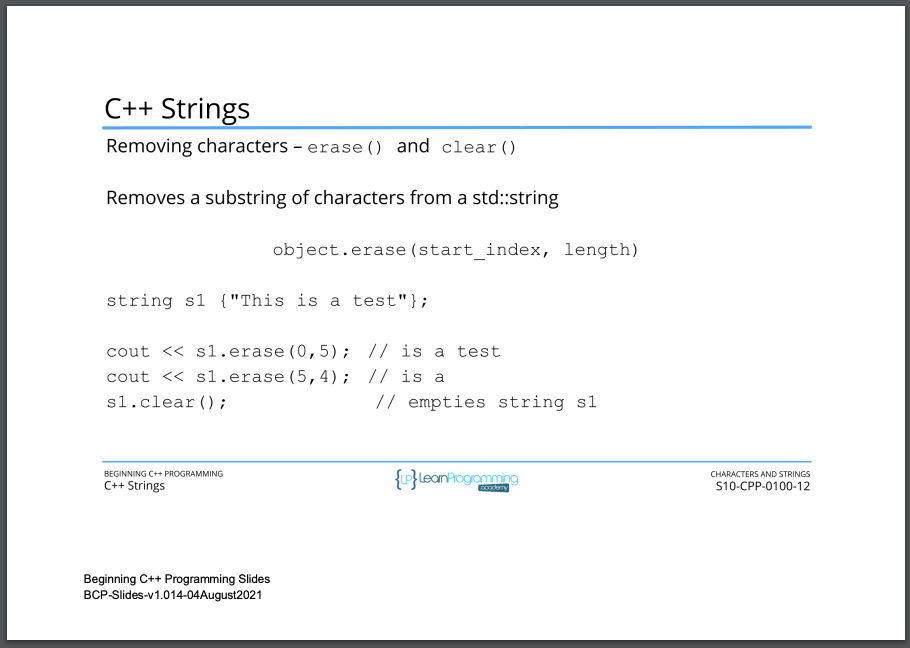 C++ Strings
Removing characters – erase() and clear()
Removes a substring of characters from a std::string
object.erase(start_index, length)
string s1 {"This is a test"};
cout << s1.erase(0,5); // is a test
cout << s1.erase(5,4); // is a
s1.clear(); // empties string s1
BEGINNING C++ PROGRAMMING
C++ Strings
{LP} LearnProgramming
academy
CHARACTERS AND STRINGS
S10-CPP-0100-12
Beginning C++ Programming Slides
BCP-Slides-v1.014-04August2021